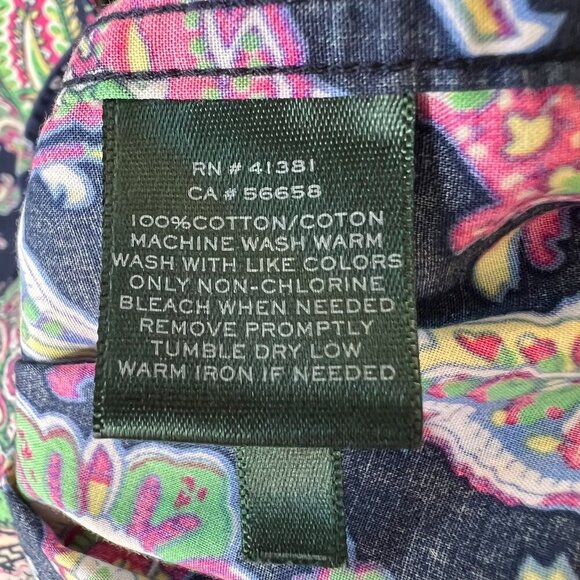 RN # 41381
CA # 56658
100%COTTON/COTON
MACHINE WASH WARM
WASH WITH LIKE COLORS
ONLY NON-CHLORINE
BLEACH WHEN NEEDED
REMOVE PROMPTLY
TUMBLE DRY LOW
WARM IRON IF NEEDED